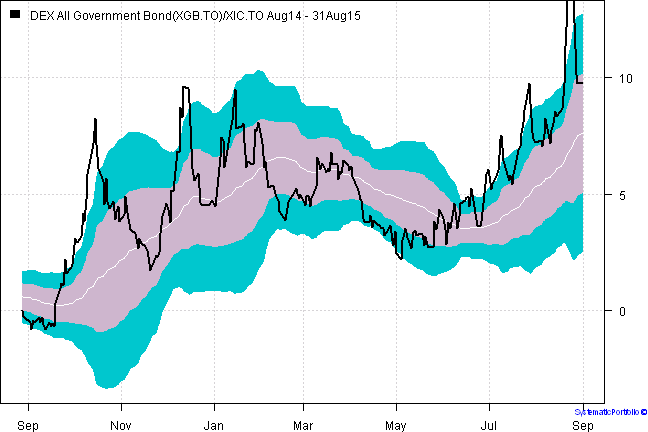 DEX All Government Bond(XGB.TO)/XIC.TO Aug14 - 31Aug15
10
5
0
Sep Nov Jan Mar May Jul Sep
SystematicPortfolio ©